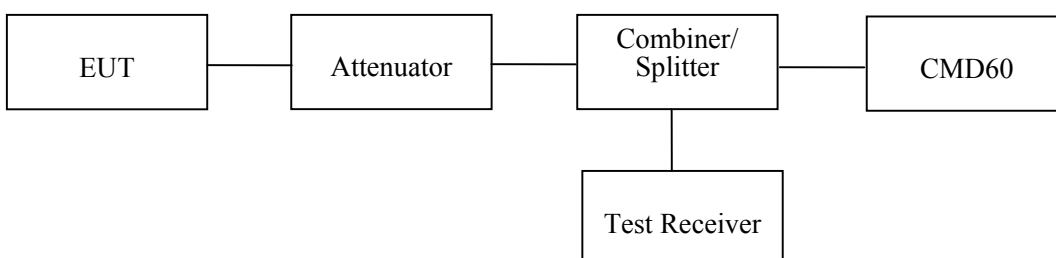 EUT
Attenuator
Combiner/
Splitter
CMD60
Test Receiver